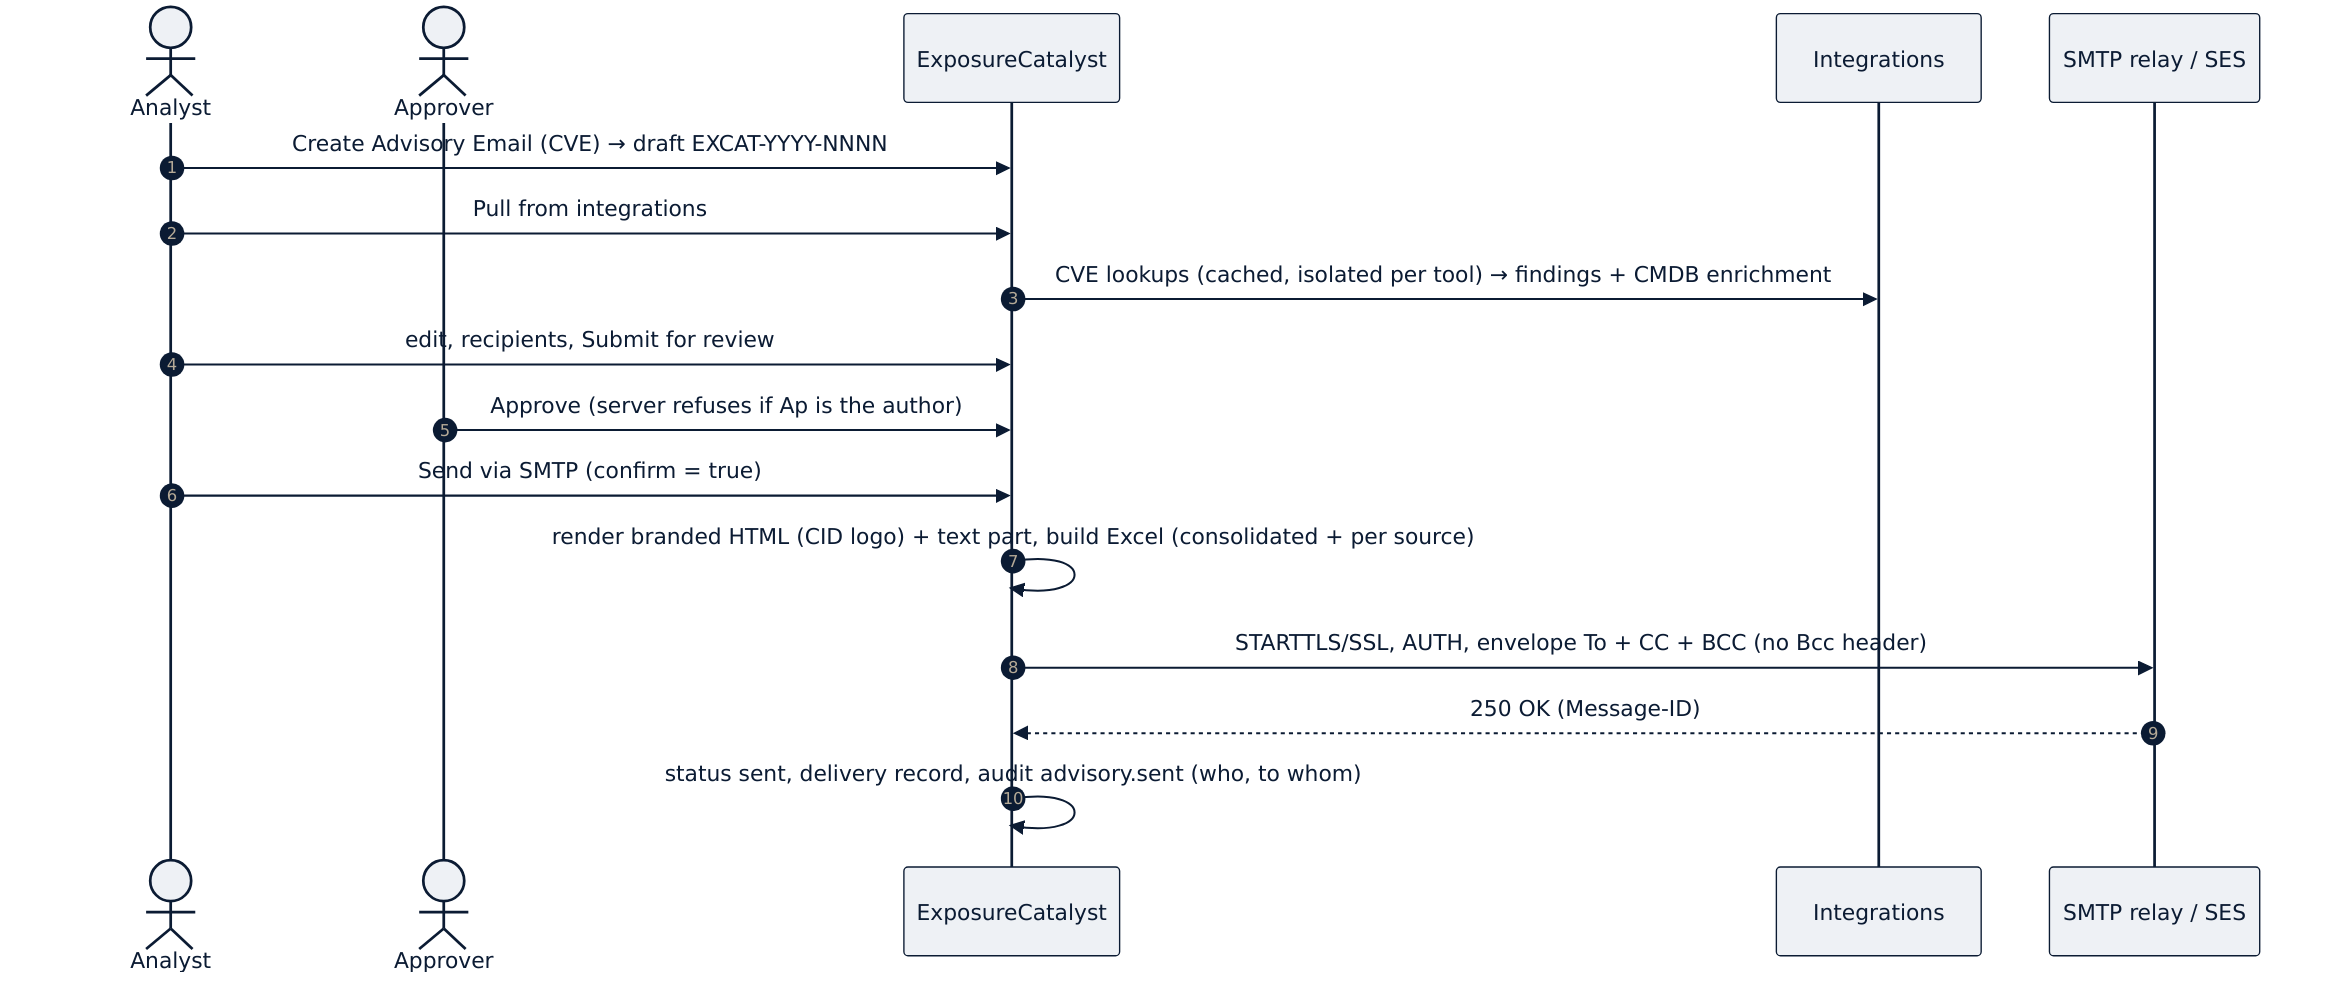 Analyst
Approver
ExposureCatalyst
Integrations
SMTP relay / SES
Create Advisory Email (CVE) → draft EXCAT-YYYY-NNNN
1
Pull from integrations
2
CVE lookups (cached, isolated per tool) → findings + CMDB enrichment
3
edit, recipients, Submit for review
4
Approve (server refuses if Ap is the author)
5
Send via SMTP (confirm = true)
6
render branded HTML (CID logo) + text part, build Excel (consolidated + per source)
7
STARTTLS/SSL, AUTH, envelope To + CC + BCC (no Bcc header)
8
250 OK (Message-ID)
9
status sent, delivery record, audit advisory.sent (who, to whom)
10
Analyst
Approver
ExposureCatalyst
Integrations
SMTP relay / SES